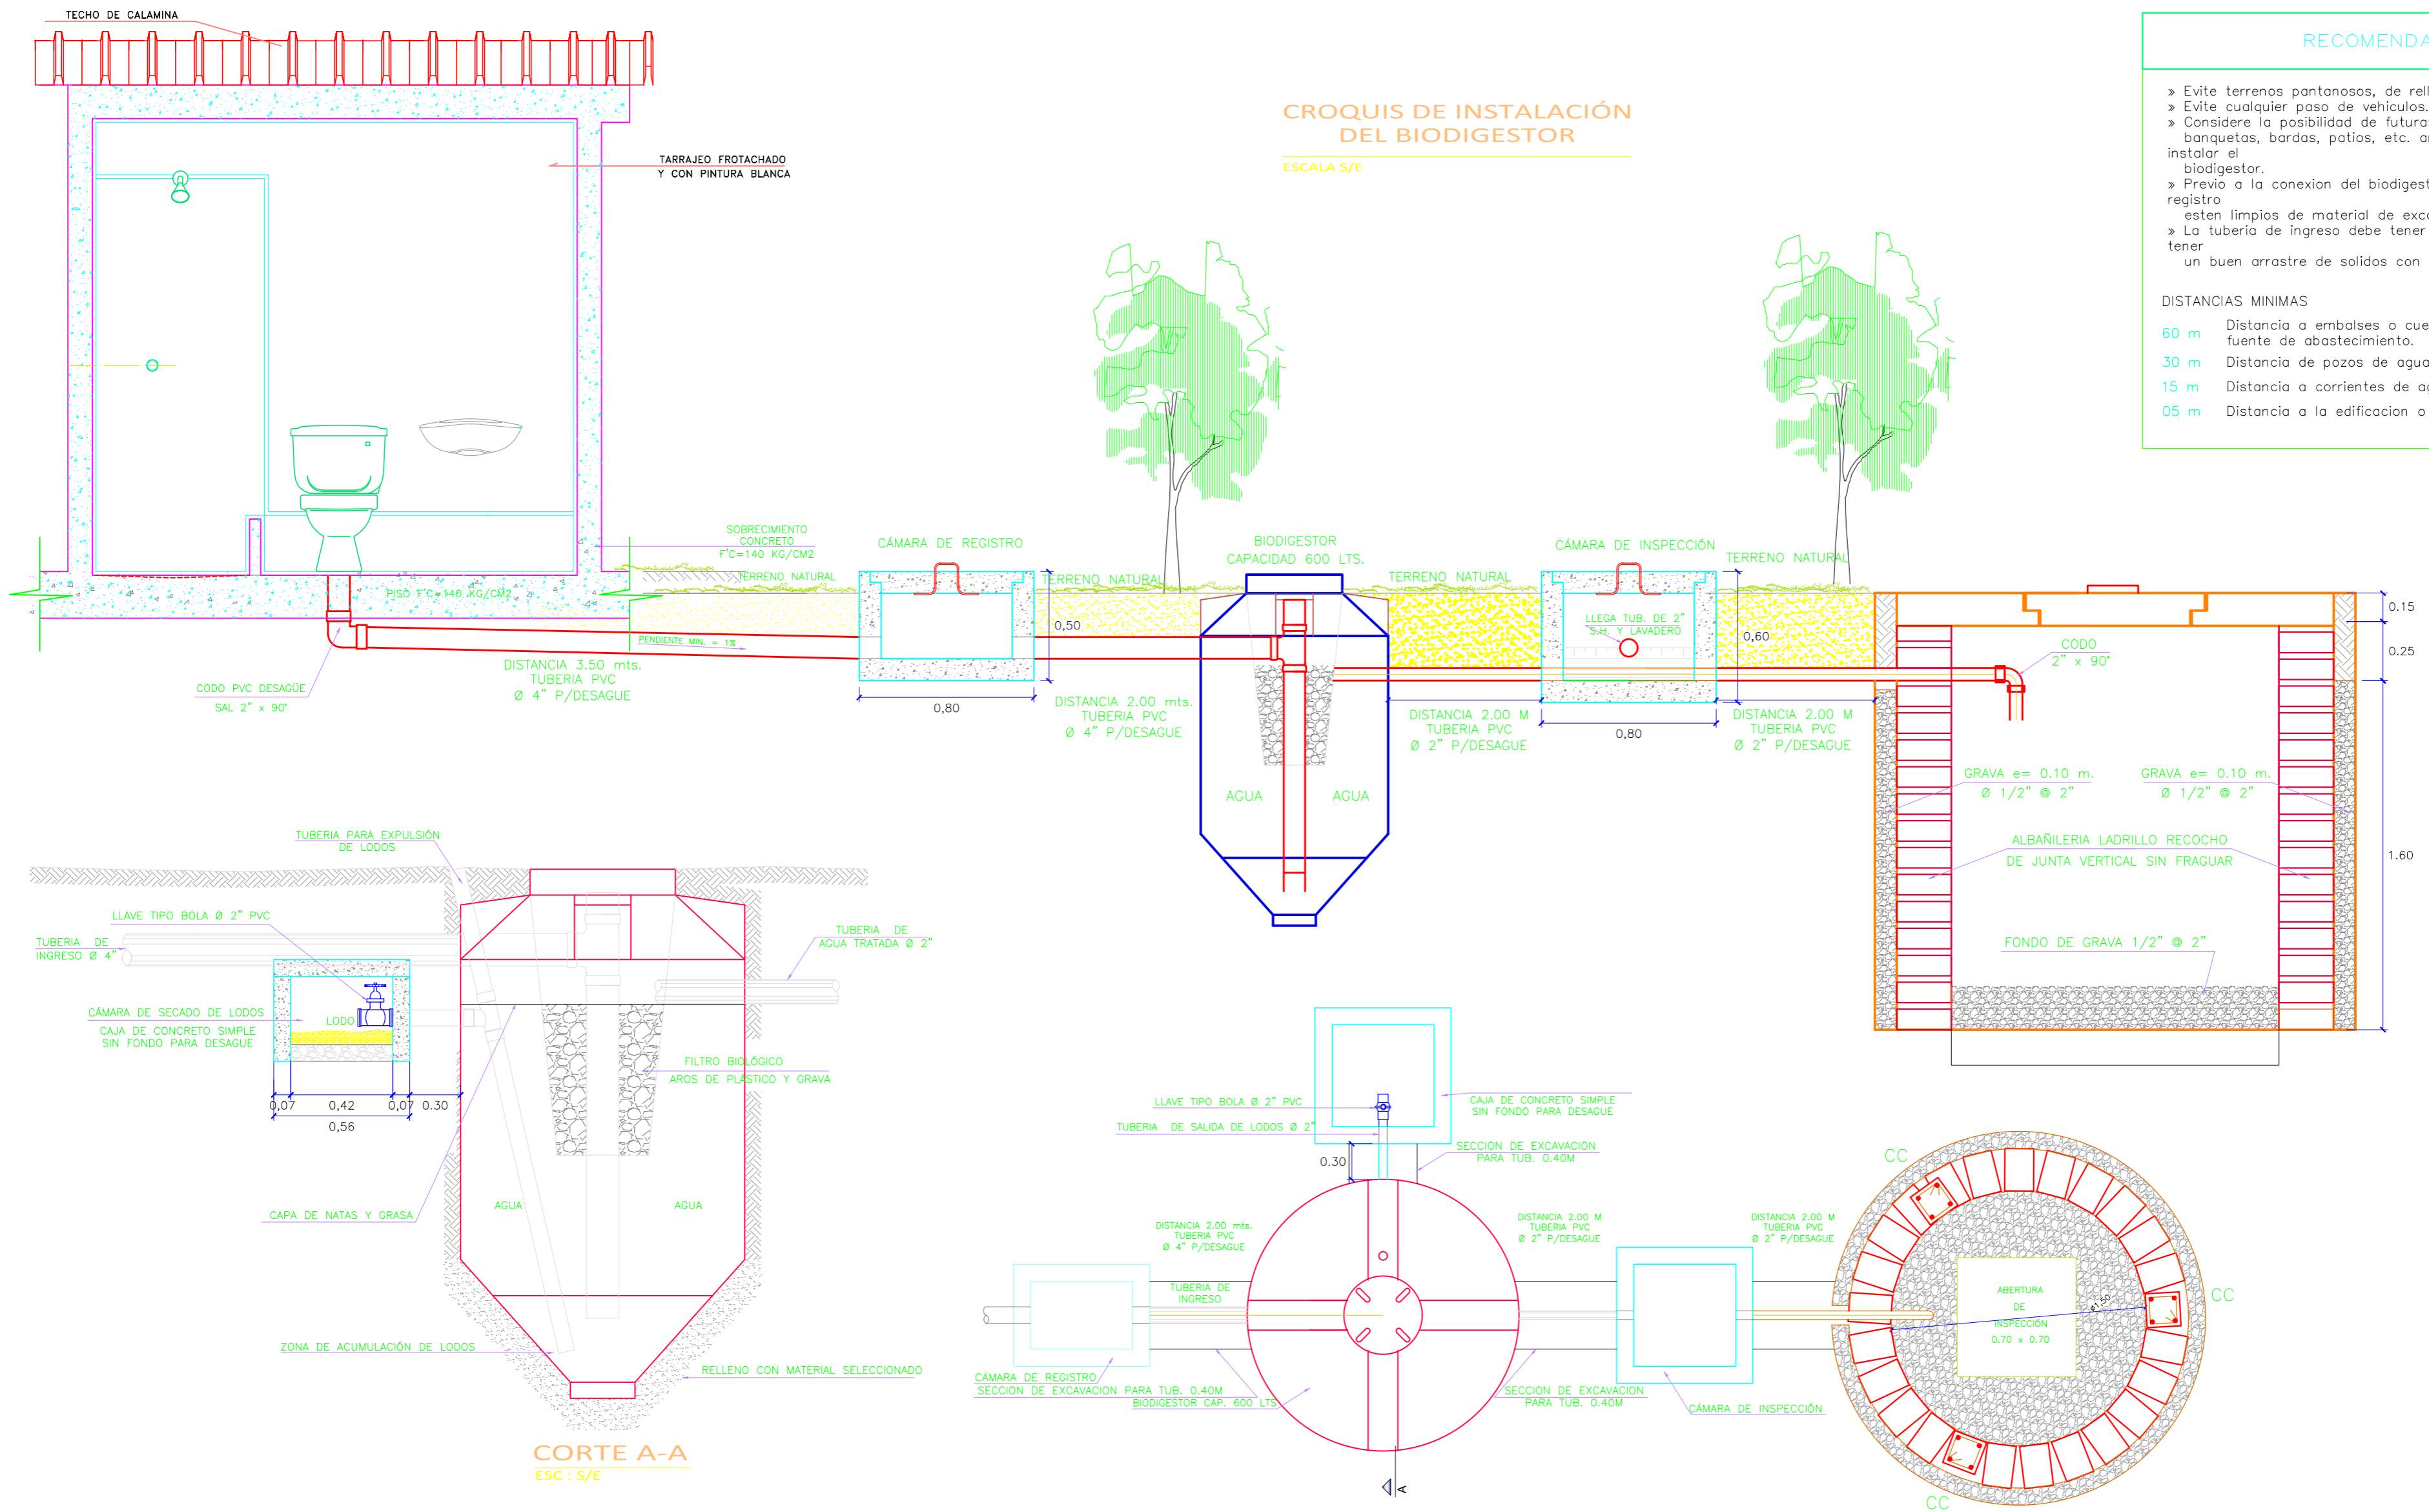 TECHO DE CALAMINA
TARRAJEO FROTACHADO
Y CON PINTURA BLANCA
CROQUIS DE INSTALACIÓN
DEL BIODIGESTOR
ESCALA S/E
» Evite terrenos pantanosos, de
» Evite cualquier paso de vehiculos.
» Considere la posibilidad de
banquetas, bardas, patios, etc.
instalar el
biodigestor.
» Previo a la conexion del
registro
esten limpios de material de
» La tuberia de ingreso debe tener
tener
un buen arrastre de solidos con
DISTANCIAS MINIMAS
60 m Distancia a embalses o
fuente de abastecimiento.
30 m Distancia de pozos de agua
15 m Distancia a corrientes de
05 m Distancia a la edificacion o
SOBRECIMIENTO
CONCRETO
F'C=140 KG/CM2
TERRENO NATURAL
PISO F'C=140 KG/CM2
PENDIENTE MIN. = 1%
CODO PVC DESAGÜE
SAL 2" x 90°
DISTANCIA 3.50 mts.
TUBERIA PVC
Ø 4" P/DESAGUE
CÁMARA DE REGISTRO
0,50
0,80
TERRENO NATURAL
DISTANCIA 2.00 mts.
TUBERIA PVC
Ø 4" P/DESAGUE
BIODIGESTOR
CAPACIDAD 600 LTS.
AGUA
AGUA
TERRENO NATURAL
DISTANCIA 2.00 M
TUBERIA PVC
Ø 2" P/DESAGUE
CÁMARA DE INSPECCIÓN
LLEGA TUB. DE 2"
S.H. Y LAVADERO
0,60
0,80
TERRENO NATURAL
DISTANCIA 2.00 M
TUBERIA PVC
Ø 2" P/DESAGUE
CODO
2" x 90°
0.15
0.25
1.60
GRAVA e= 0.10 m.
Ø 1/2" @ 2"
GRAVA e= 0.10 m.
Ø 1/2" @ 2"
ALBAÑILERIA LADRILLO RECOCHO
DE JUNTA VERTICAL SIN FRAGUAR
FONDO DE GRAVA 1/2" @ 2"
TUBERIA PARA EXPULSIÓN
DE LODOS
LLAVE TIPO BOLA Ø 2" PVC
TUBERIA DE
INGRESO Ø 4"
TUBERIA DE
AGUA TRATADA Ø 2"
CÁMARA DE SECADO DE LODOS
CAJA DE CONCRETO SIMPLE
SIN FONDO PARA DESAGUE
LODO
0,07
0,42
0,07
0.30
0,56
FILTRO BIOLÓGICO
AROS DE PLÁSTICO Y GRAVA
AGUA
AGUA
CAPA DE NATAS Y GRASA
ZONA DE ACUMULACIÓN DE LODOS
RELLENO CON MATERIAL SELECCIONADO
CORTE A-A
ESC : S/E
LLAVE TIPO BOLA Ø 2" PVC
TUBERIA DE SALIDA DE LODOS Ø 2"
0.30
CAJA DE CONCRETO SIMPLE
SIN FONDO PARA DESAGUE
SECCION DE EXCAVACION
PARA TUB. 0.40M
DISTANCIA 2.00 mts.
TUBERIA PVC
Ø 4" P/DESAGUE
TUBERIA DE
INGRESO
DISTANCIA 2.00 M
TUBERIA PVC
Ø 2" P/DESAGUE
DISTANCIA 2.00 M
TUBERIA PVC
Ø 2" P/DESAGUE
CÁMARA DE REGISTRO
SECCION DE EXCAVACION PARA TUB. 0.40M
BIODIGESTOR CAP. 600 LTS
SECCION DE EXCAVACION
PARA TUB. 0.40M
CÁMARA DE INSPECCIÓN
A
CC
CC
CC
ABERTURA
DE
INSPECCIÓN
0.70 x 0.70
ø1.50